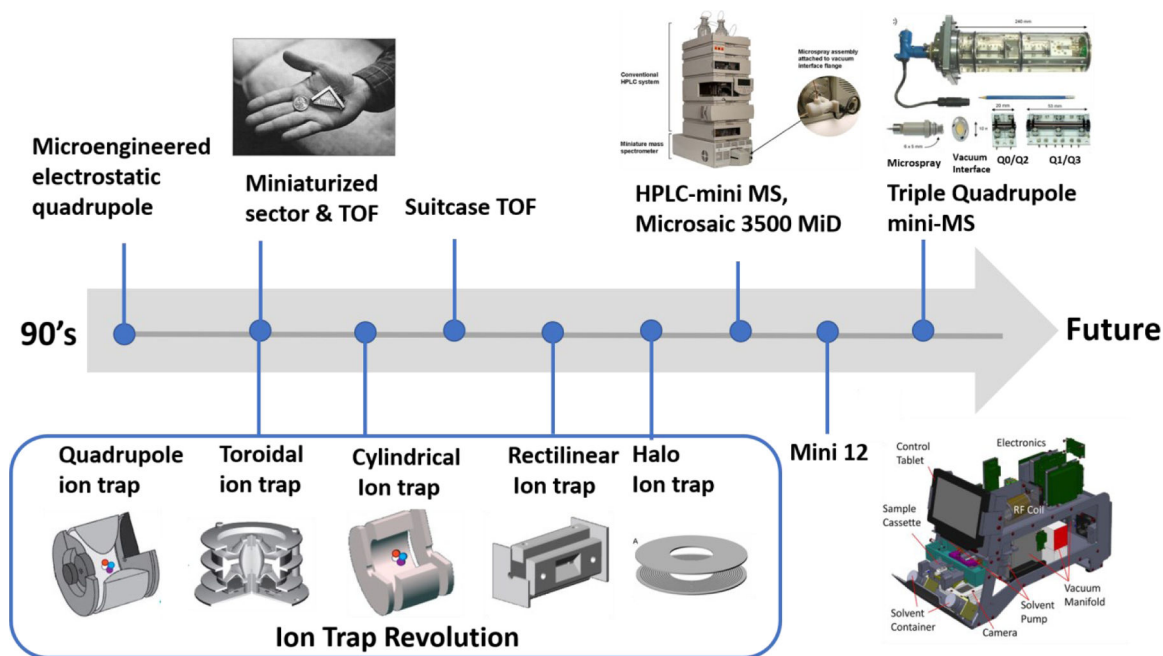 Microengineered
electrostatic
quadrupole
Miniaturized
sector & TOF
Suitcase TOF
Conventional
HPLC system
Miniature mass
spectrometer
Microspray assembly
attached to vacuum
interface flange
HPLC-mini MS,
Microsaic 3500 MiD
240 mm
20 mm
50 mm
Microspray
Vacuum
Interface
Q0/Q2
Q1/Q3
Triple Quadrupole
mini-MS
90's
Future
Quadrupole
ion trap
Toroidal
ion trap
Cylindrical
Ion trap
Rectilinear
Ion trap
Halo
Ion trap
A
Ion Trap Revolution
Mini 12
Control
Tablet
Electronics
RF Coil
Sample
Cassette
Vacuum
Manifold
Solvent
Pump
Solvent
Container
Camera